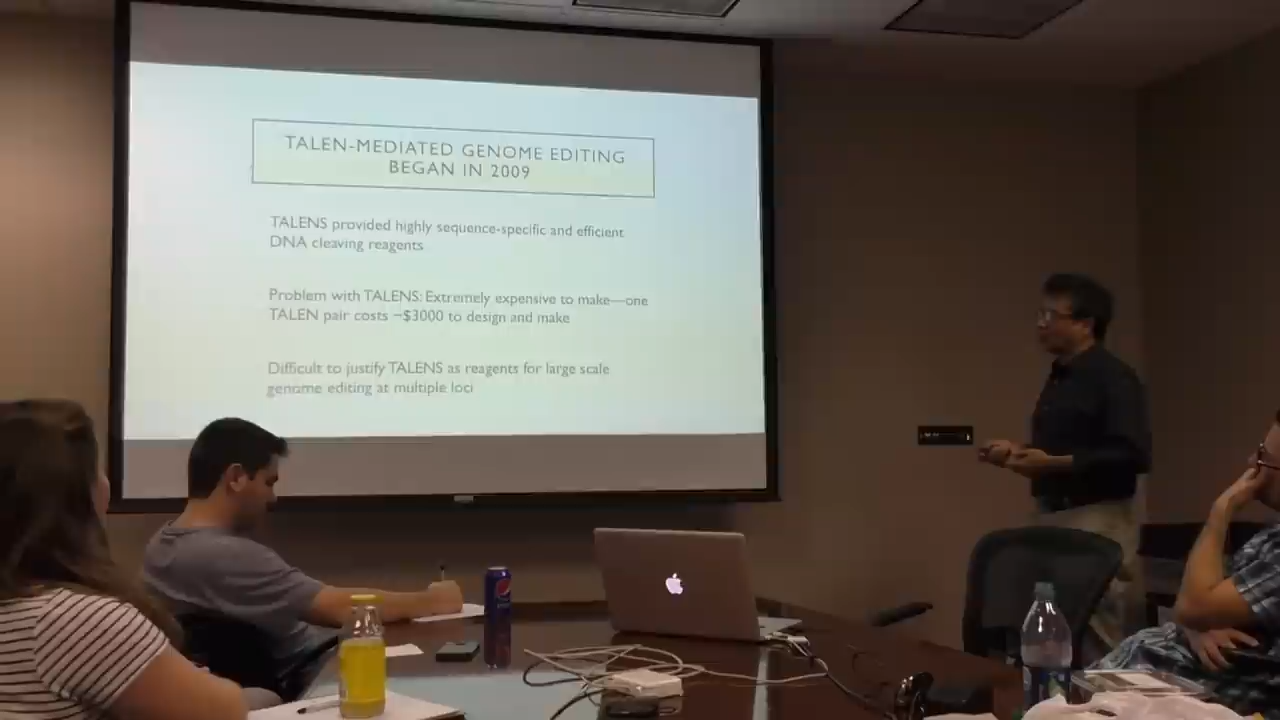 TALEN-MEDIATED GENOME EDITING
BEGAN IN 2009
TALENS provided highly sequence-specific and efficient
DNA cleaving reagents
Problem with TALENS: Extremely expensive to make—one
TALEN pair costs ~$3000 to design and make
Difficult to justify TALENS as reagents for large scale
genome editing at multiple loci